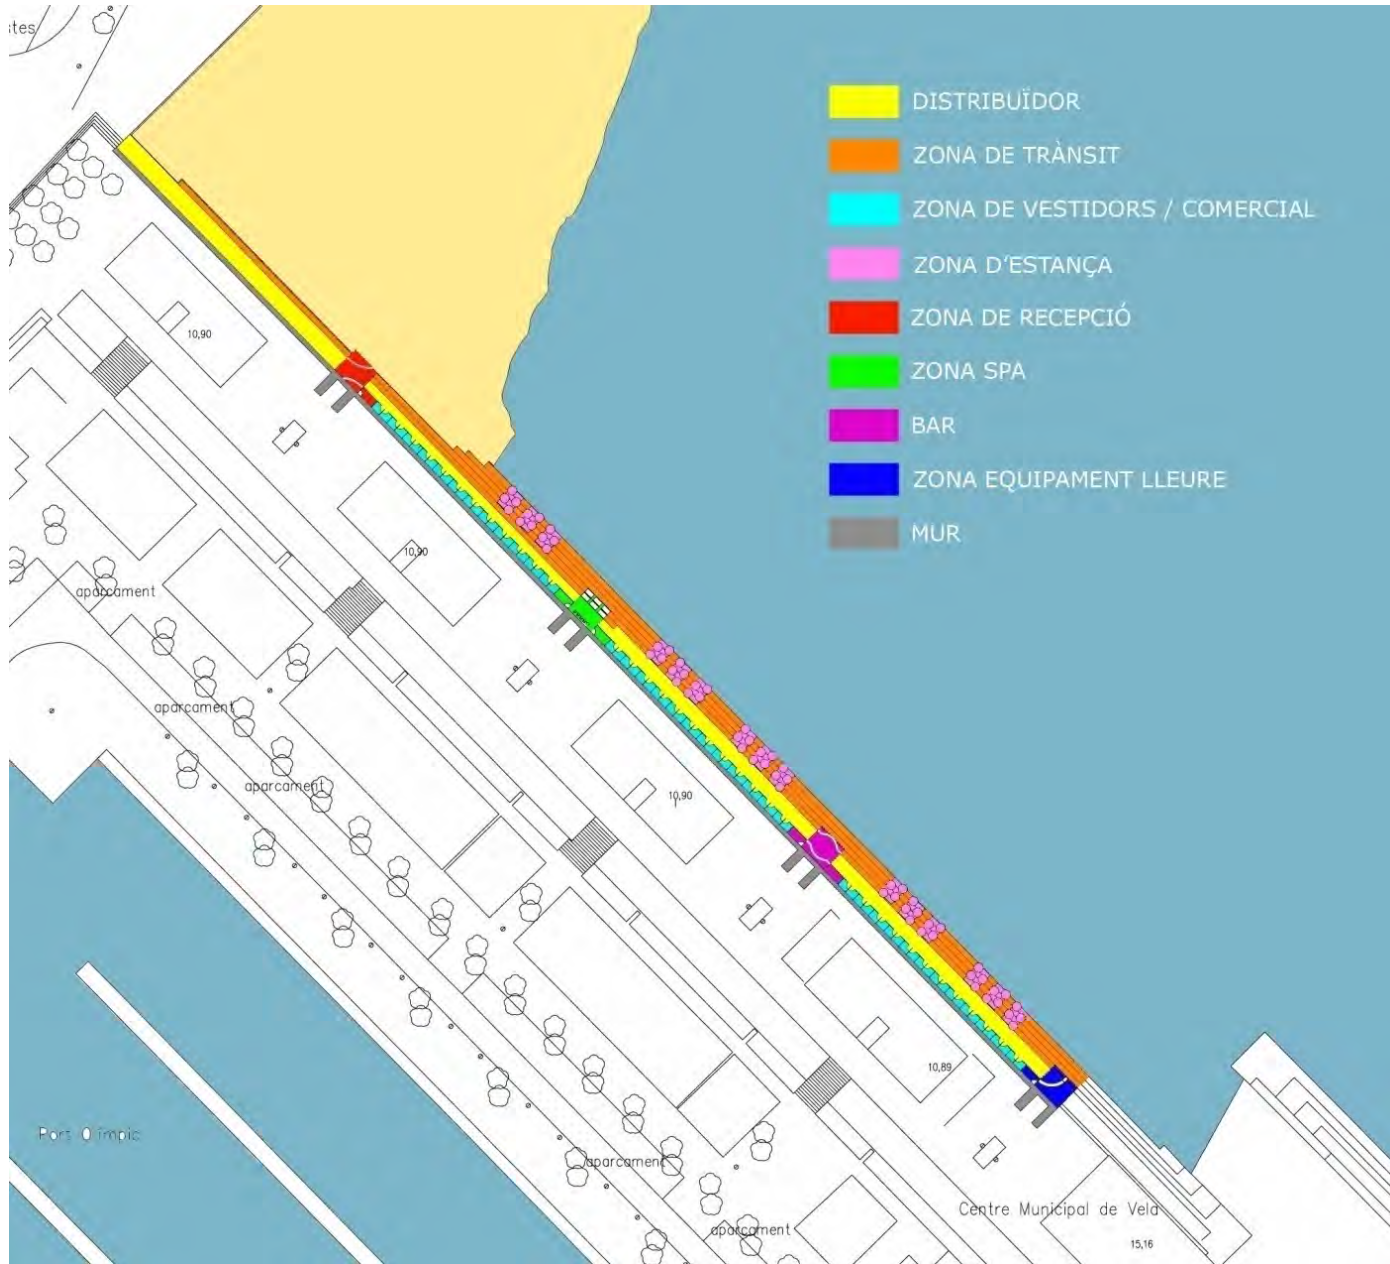 stes
DISTRIBUÏDOR
ZONA DE TRÀNSIT
ZONA DE VESTIDORS / COMERCIAL
ZONA D'ESTANÇA
ZONA DE RECEPCIÓ
ZONA SPA
BAR
ZONA EQUIPAMENT LLEURE
MUR
10,90
10,90
aparcament
aparcament
aparcament
10,90
10,89
aparcament
Centre Municipal de Vela
aparcament
15,16